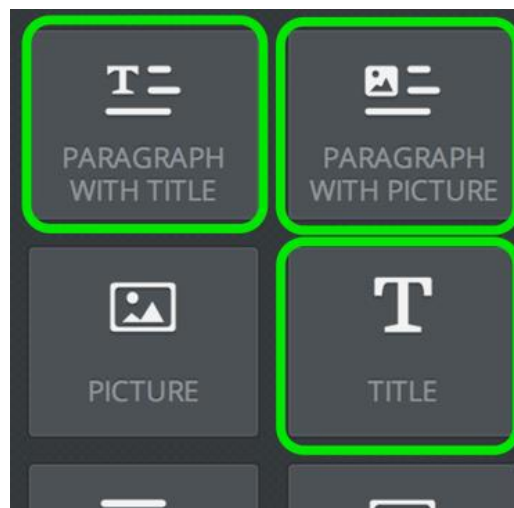 PARAGRAPH
WITH TITLE
PARAGRAPH
WITH PICTURE
PICTURE
T
TITLE